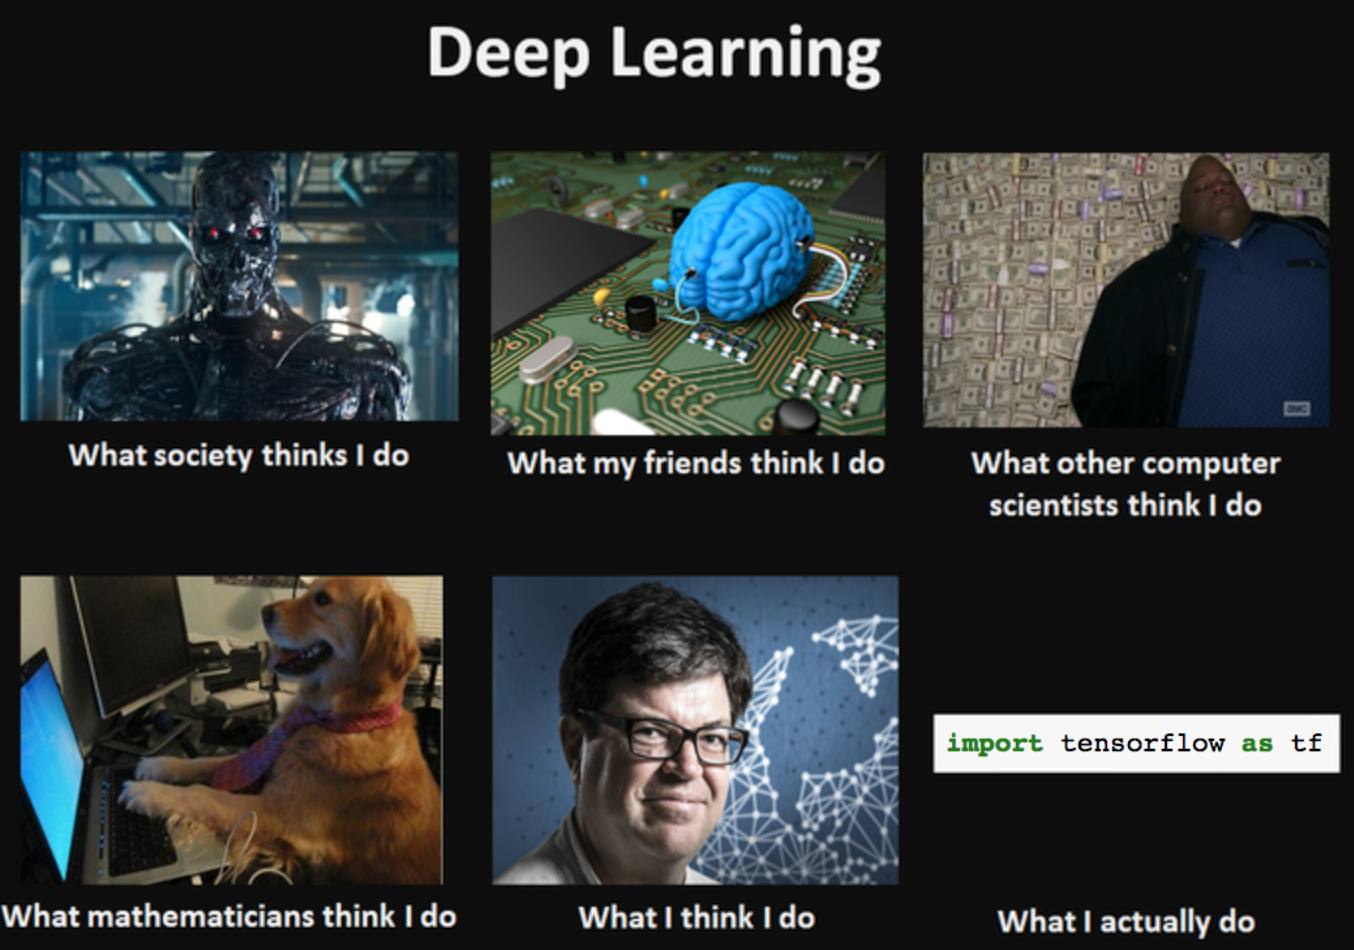 Deep Learning
What society thinks I do
What my friends think I do
What other computer
scientists think I do
aMC
What mathematicians think I do
What I think I do
import tensorflow as tf
What I actually do